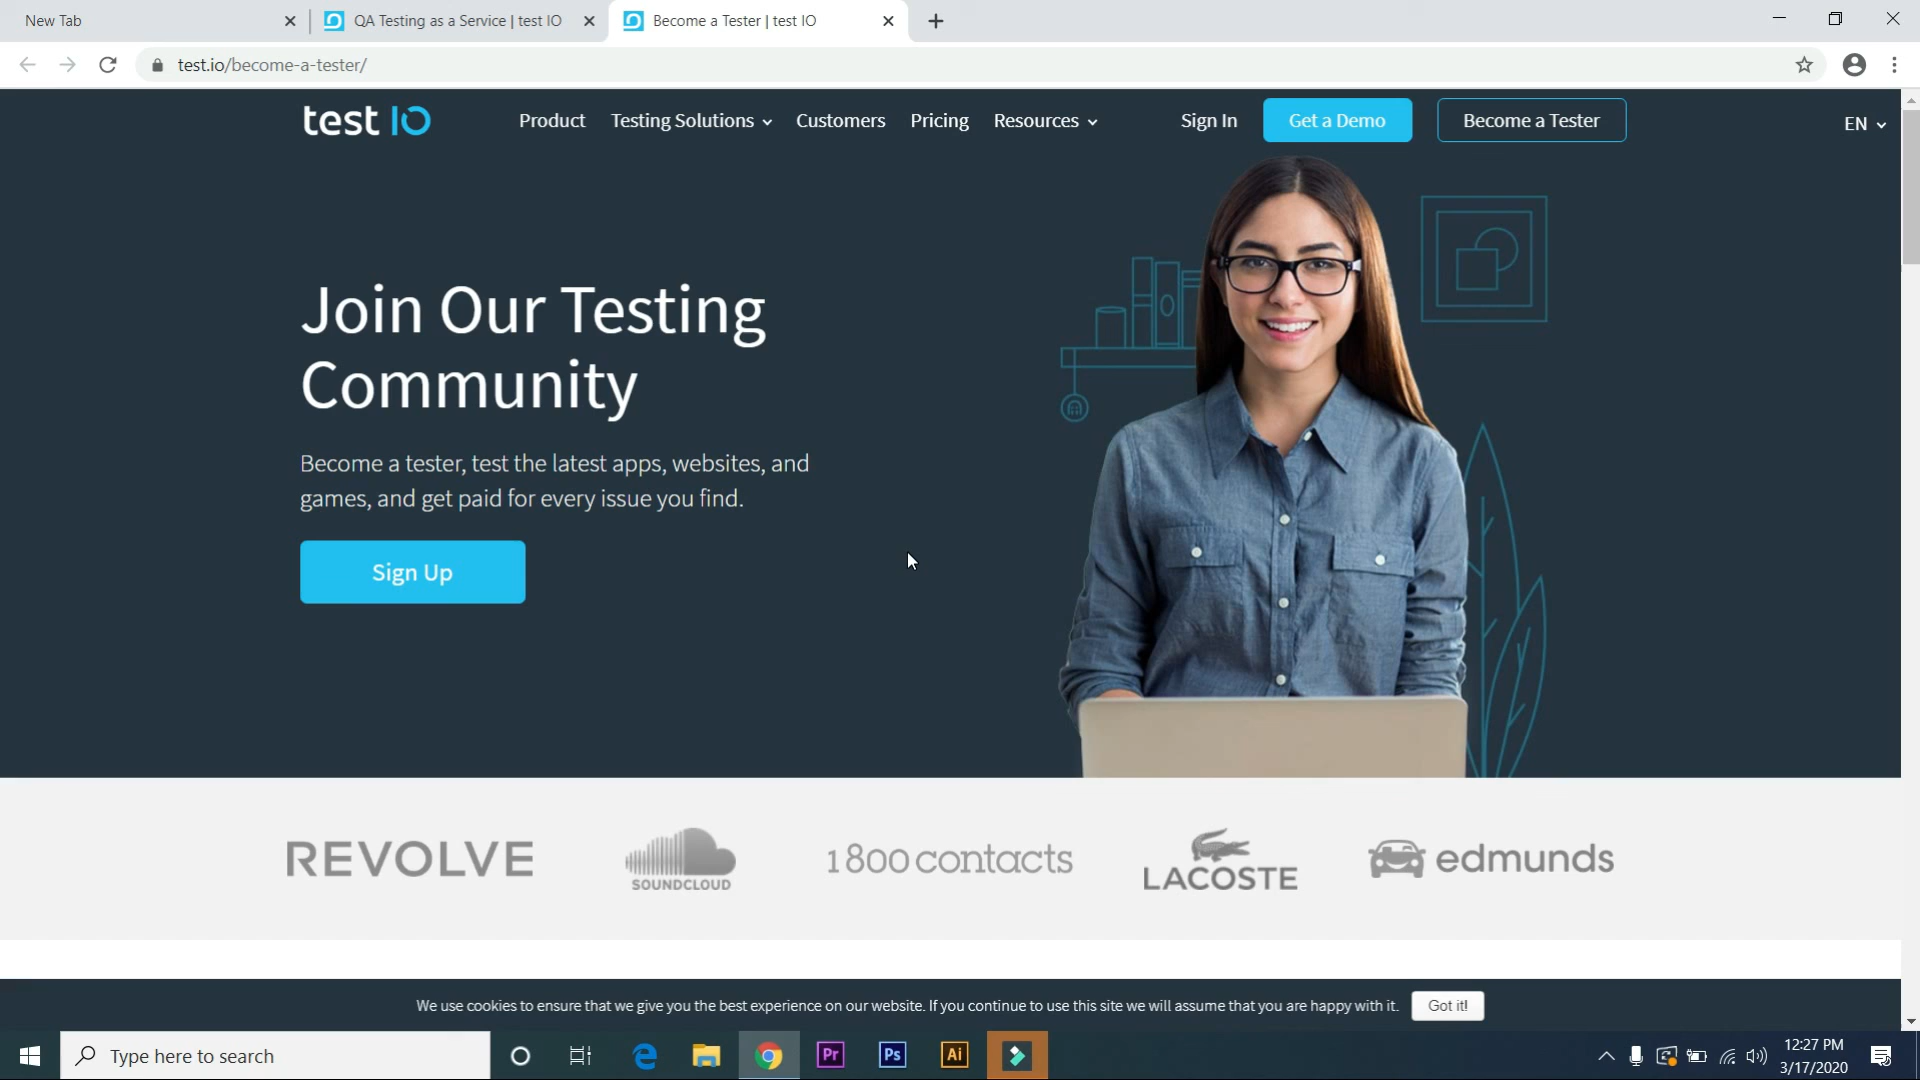 New Tab
QA Testing as a Service | test IO
Become a Tester | test IO
test.io/become-a-tester/
test IO
Product
Testing Solutions
Customers
Pricing
Resources
Sign In
Get a Demo
Become a Tester
EN
Join Our Testing
Community
Become a tester, test the latest apps, websites, and
games, and get paid for every issue you find.
Sign Up
REVOLVE
SOUNDCLOUD
1 800 contacts
LACOSTE
edmunds
We use cookies to ensure that we give you the best experience on our website. If you continue to use this site we will assume that you are happy with it.
Got it!
Type here to search
Pr
Ps
Ai
12:27 PM
3/17/2020